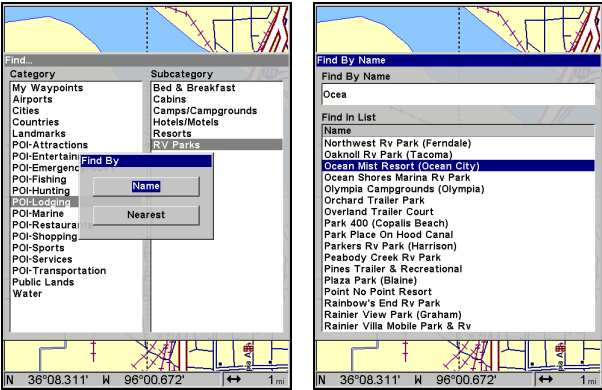 Find...
Category
Subcategory
My Waypoints
Airports
Cities
Countries
Landmarks
POI-Attractions
POI-Entertain
POI-Emergenc
POI-Fishing
POI-Hunting
POI-Lodging
POI-Marine
POI-Restaura
POI-Shopping
POI-Sports
POI-Services
POI-Transportation
Public Lands
Water
Bed & Breakfast
Cabins
Camps/Campgrounds
Hotels/Motels
Resorts
RV Parks
Find By
Name
Nearest
N 36°08.311' W 96°00.672' 1 mi
Find By Name
Find By Name
Ocea
Find In List
Name
Northwest Rv Park (Ferndale)
Oaknoll Rv Park (Tacoma)
Ocean Mist Resort (Ocean City)
Ocean Shores Marina Rv Park
Olympia Campgrounds (Olympia)
Orchard Trailer Park
Overland Trailer Court
Park 400 (Copalis Beach)
Park Place On Hood Canal
Parkers Rv Park (Harrison)
Peabody Creek Rv Park
Pines Trailer & Recreational
Plaza Park (Blaine)
Point No Point Resort
Rainbow's End Rv Park
Rainier View Park (Graham)
Rainier Villa Mobile Park & Rv
N 36°08.311' W 96°00.672' 1 mi